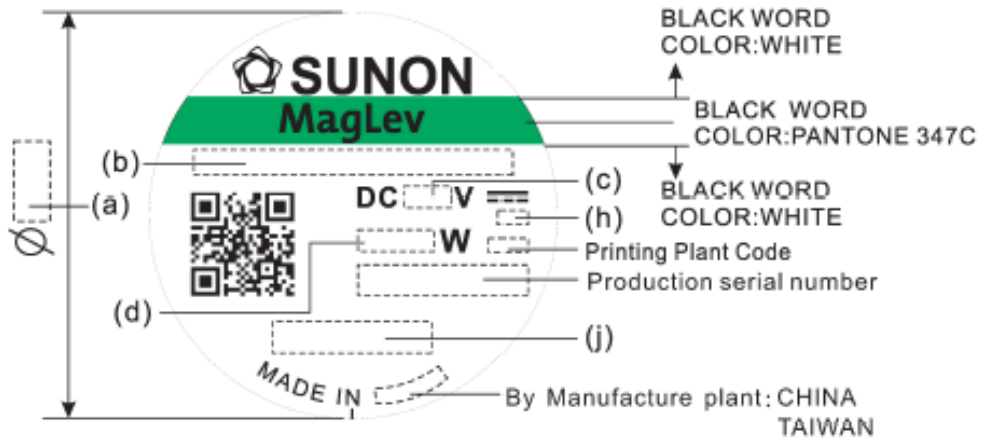 BLACK WORD
COLOR:WHITE
SUNON
MagLev
BLACK WORD
COLOR:PANTONE 347C
(b)
(c)
DC V
(a)
BLACK WORD
COLOR:WHITE
(h)
Ø
W
Printing Plant Code
Production serial number
(d)
(j)
MADE IN
By Manufacture plant: CHINA
TAIWAN